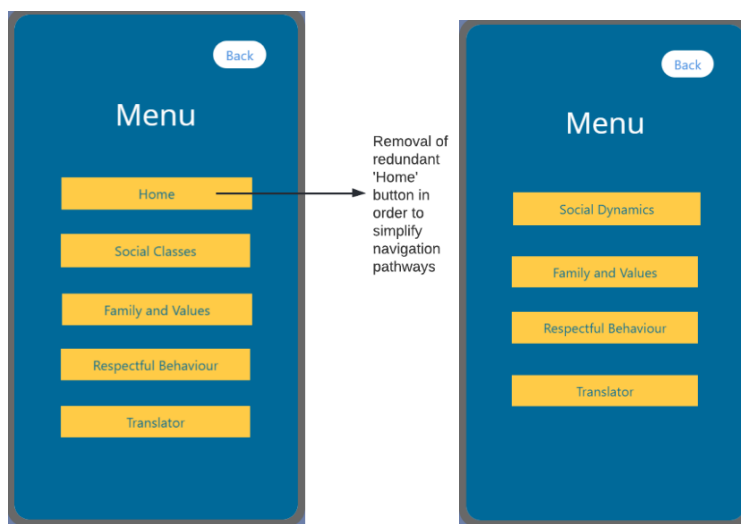 Back
Menu
Home
Social Classes
Family and Values
Respectful Behaviour
Translator
Removal of
redundant
'Home'
button in
order to
simplify
navigation
pathways
Back
Menu
Social Dynamics
Family and Values
Respectful Behaviour
Translator